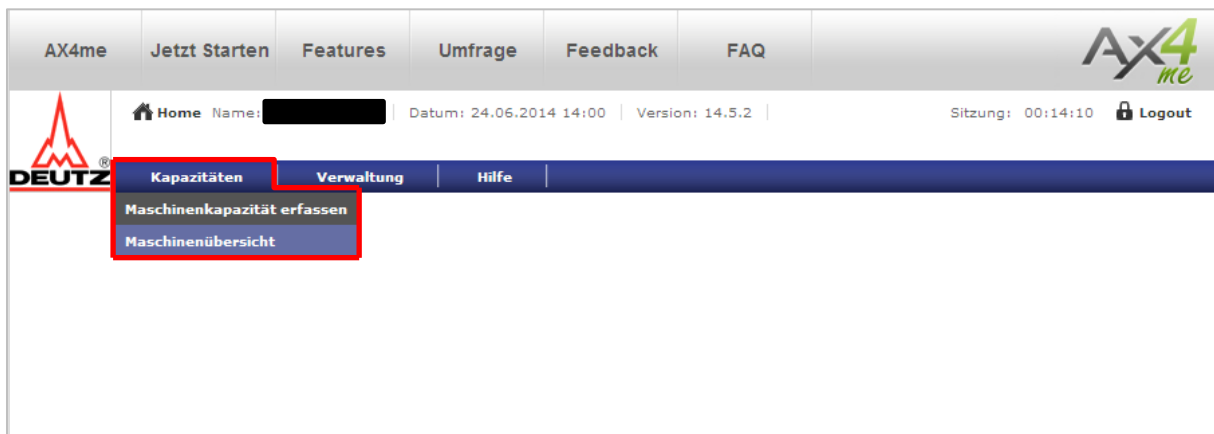 AX4me Jetzt Starten Features Umfrage Feedback FAQ Ax4 me
Home Name: Datum: 24.06.2014 14:00 Version: 14.5.2 Sitzung: 00:14:10 Logout
DEUTZ ®
Kapazitäten Verwaltung Hilfe
Maschinenkapazität erfassen
Maschinenübersicht